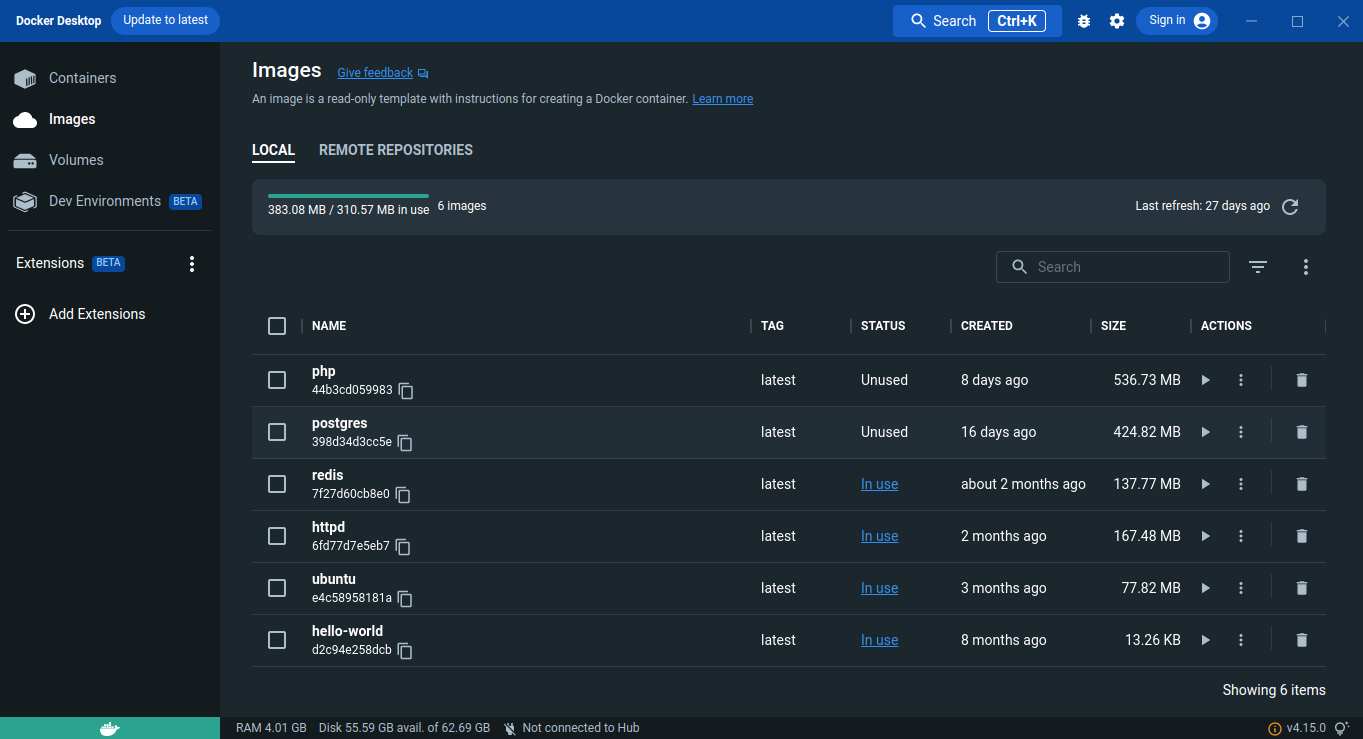 Docker Desktop Update to latest Search Ctrl+K Sign in
Containers
Images
Volumes
Dev Environments BETA
Extensions BETA
Add Extensions
Images Give feedback
An image is a read-only template with instructions for creating a Docker container. Learn more
LOCAL REMOTE REPOSITORIES
383.08 MB / 310.57 MB in use 6 images Last refresh: 27 days ago
Search
NAME TAG STATUS CREATED SIZE ACTIONS
php
44b3cd059983 latest Unused 8 days ago 536.73 MB
postgres
398d34d3cc5e latest Unused 16 days ago 424.82 MB
redis
7f27d60cb8e0 latest In use about 2 months ago 137.77 MB
httpd
6fd77d7e5eb7 latest In use 2 months ago 167.48 MB
ubuntu
e4c58958181a latest In use 3 months ago 77.82 MB
hello-world
d2c94e258dcb latest In use 8 months ago 13.26 KB
Showing 6 items
RAM 4.01 GB Disk 55.59 GB avail. of 62.69 GB Not connected to Hub v4.15.0